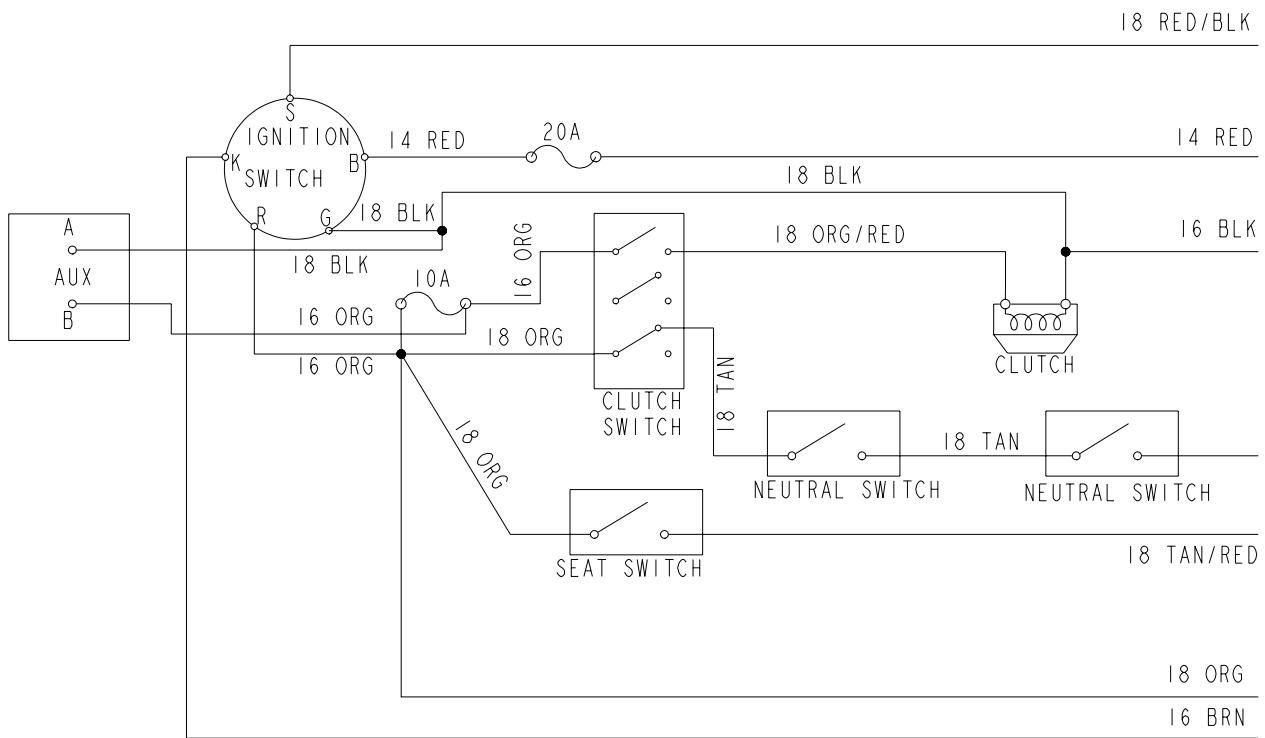 18 RED/BLK
S
IGNITION
SWITCH
K
B
R
G
14 RED
20A
14 RED
18 BLK
18 BLK
16 BLK
A
AUX
B
18 BLK
10A
16 ORG
18 ORG/RED
16 ORG
18 ORG
16 ORG
CLUTCH
SWITCH
18 TAN
CLUTCH
18 ORG
18 TAN
NEUTRAL SWITCH
NEUTRAL SWITCH
SEAT SWITCH
18 TAN/RED
18 ORG
16 BRN